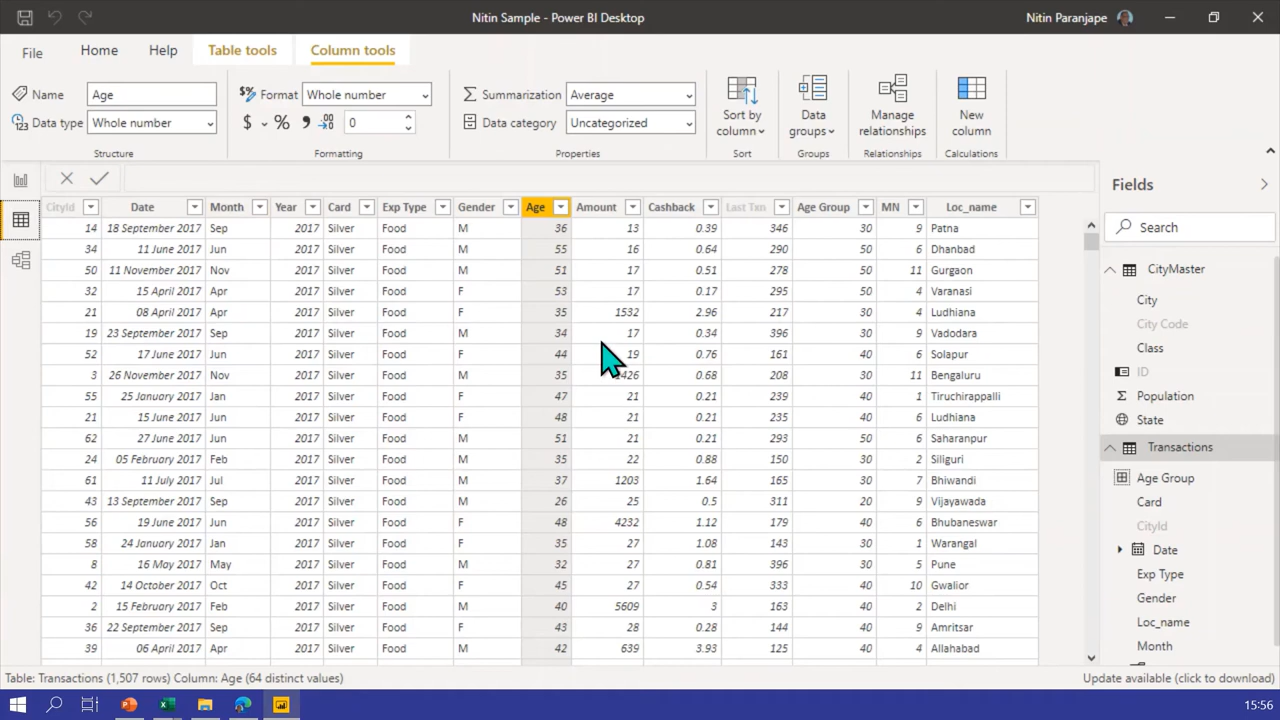 Nitin Sample - Power BI Desktop
Nitin Paranjape
File Home Help Table tools Column tools
Name Age
Data type Whole number
Structure
Format Whole number
$ % 0
Formatting
Summarization Average
Data category Uncategorized
Properties
Sort by column
Sort
Data groups
Groups
Manage relationships
Relationships
New column
Calculations
CityId Date Month Year Card Exp Type Gender Age Amount Cashback Last Txn Age Group MN Loc_name
14 18 September 2017 Sep 2017 Silver Food M 36 13 0.39 346 30 9 Patna
34 11 June 2017 Jun 2017 Silver Food M 55 16 0.64 290 50 6 Dhanbad
50 11 November 2017 Nov 2017 Silver Food M 51 17 0.51 278 50 11 Gurgaon
32 15 April 2017 Apr 2017 Silver Food F 53 17 0.17 295 50 4 Varanasi
21 08 April 2017 Apr 2017 Silver Food F 35 1532 2.96 217 30 4 Ludhiana
19 23 September 2017 Sep 2017 Silver Food M 34 17 0.34 396 30 9 Vadodara
52 17 June 2017 Jun 2017 Silver Food F 44 19 0.76 161 40 6 Solapur
3 26 November 2017 Nov 2017 Silver Food M 35 0.68 208 30 11 Bengaluru
55 25 January 2017 Jan 2017 Silver Food F 47 21 0.21 239 40 1 Tiruchirappalli
21 15 June 2017 Jun 2017 Silver Food F 48 21 0.21 235 40 6 Ludhiana
62 27 June 2017 Jun 2017 Silver Food M 51 21 0.21 293 50 6 Saharanpur
24 05 February 2017 Feb 2017 Silver Food M 35 22 0.88 150 30 2 Siliguri
61 11 July 2017 Jul 2017 Silver Food M 37 1203 1.64 165 30 7 Bhiwandi
43 13 September 2017 Sep 2017 Silver Food M 26 25 0.5 311 20 9 Vijayawada
56 19 June 2017 Jun 2017 Silver Food F 48 4232 1.12 179 40 6 Bhubaneswar
58 24 January 2017 Jan 2017 Silver Food F 35 27 1.08 143 30 1 Warangal
8 16 May 2017 May 2017 Silver Food M 32 27 0.81 396 30 5 Pune
42 14 October 2017 Oct 2017 Silver Food F 45 27 0.54 333 40 10 Gwalior
2 15 February 2017 Feb 2017 Silver Food M 40 5609 3 163 40 2 Delhi
36 22 September 2017 Sep 2017 Silver Food M 43 28 0.28 144 40 9 Amritsar
39 06 April 2017 Apr 2017 Silver Food M 42 639 3.93 125 40 4 Allahabad
Fields
Search
CityMaster
City
City Code
Class
ID
Population
State
Transactions
Age Group
Card
CityId
Date
Exp Type
Gender
Loc_name
Month
Table: Transactions (1,507 rows) Column: Age (64 distinct values)
Update available (click to download)
15:56